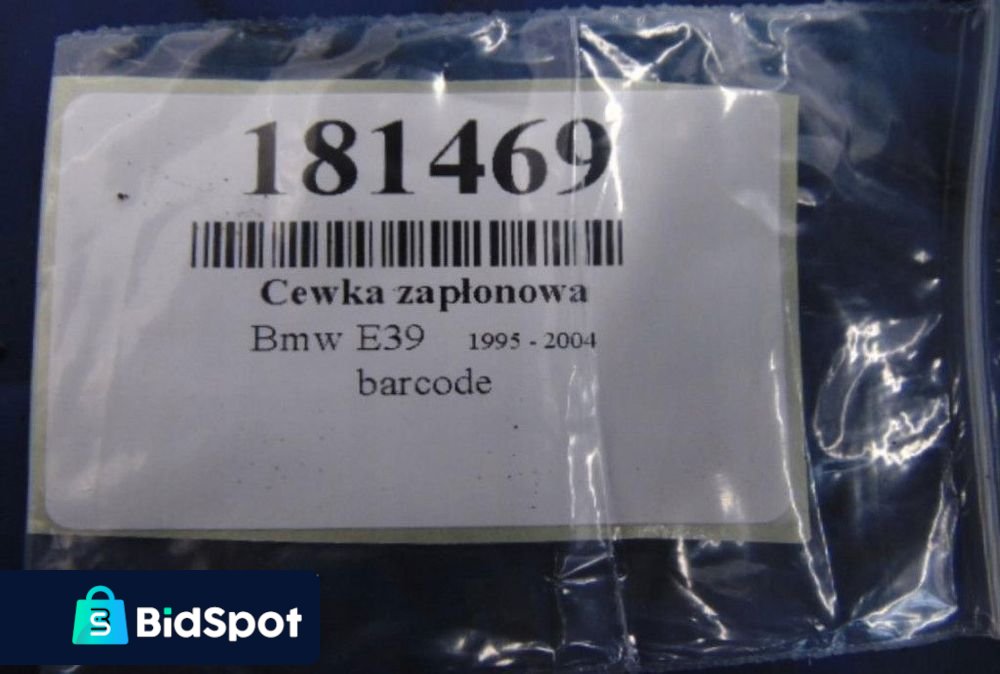 181469
Cewka zapłonowa
Bmw E39 1995 - 2004
barcode
BidSpot